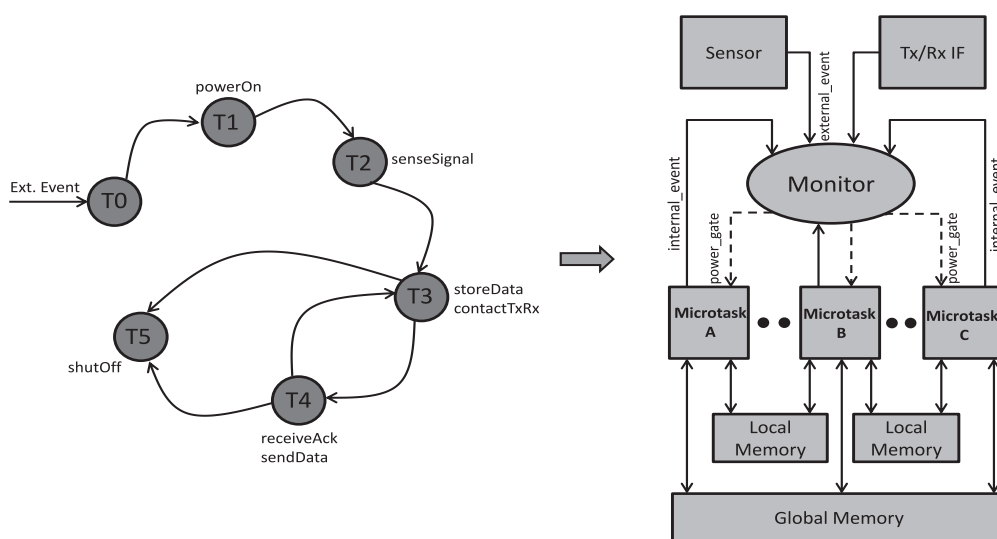 powerOn
T1
T2
senseSignal
Ext. Event
T0
T3
storeData
contactTxRx
T5
shutOff
T4
receiveAck
sendData
Sensor
Tx/Rx IF
external_event
Monitor
internal_event
internal_event
power_gate
power_gate
Microtask
A
Microtask
B
Microtask
C
Local
Memory
Local
Memory
Global Memory